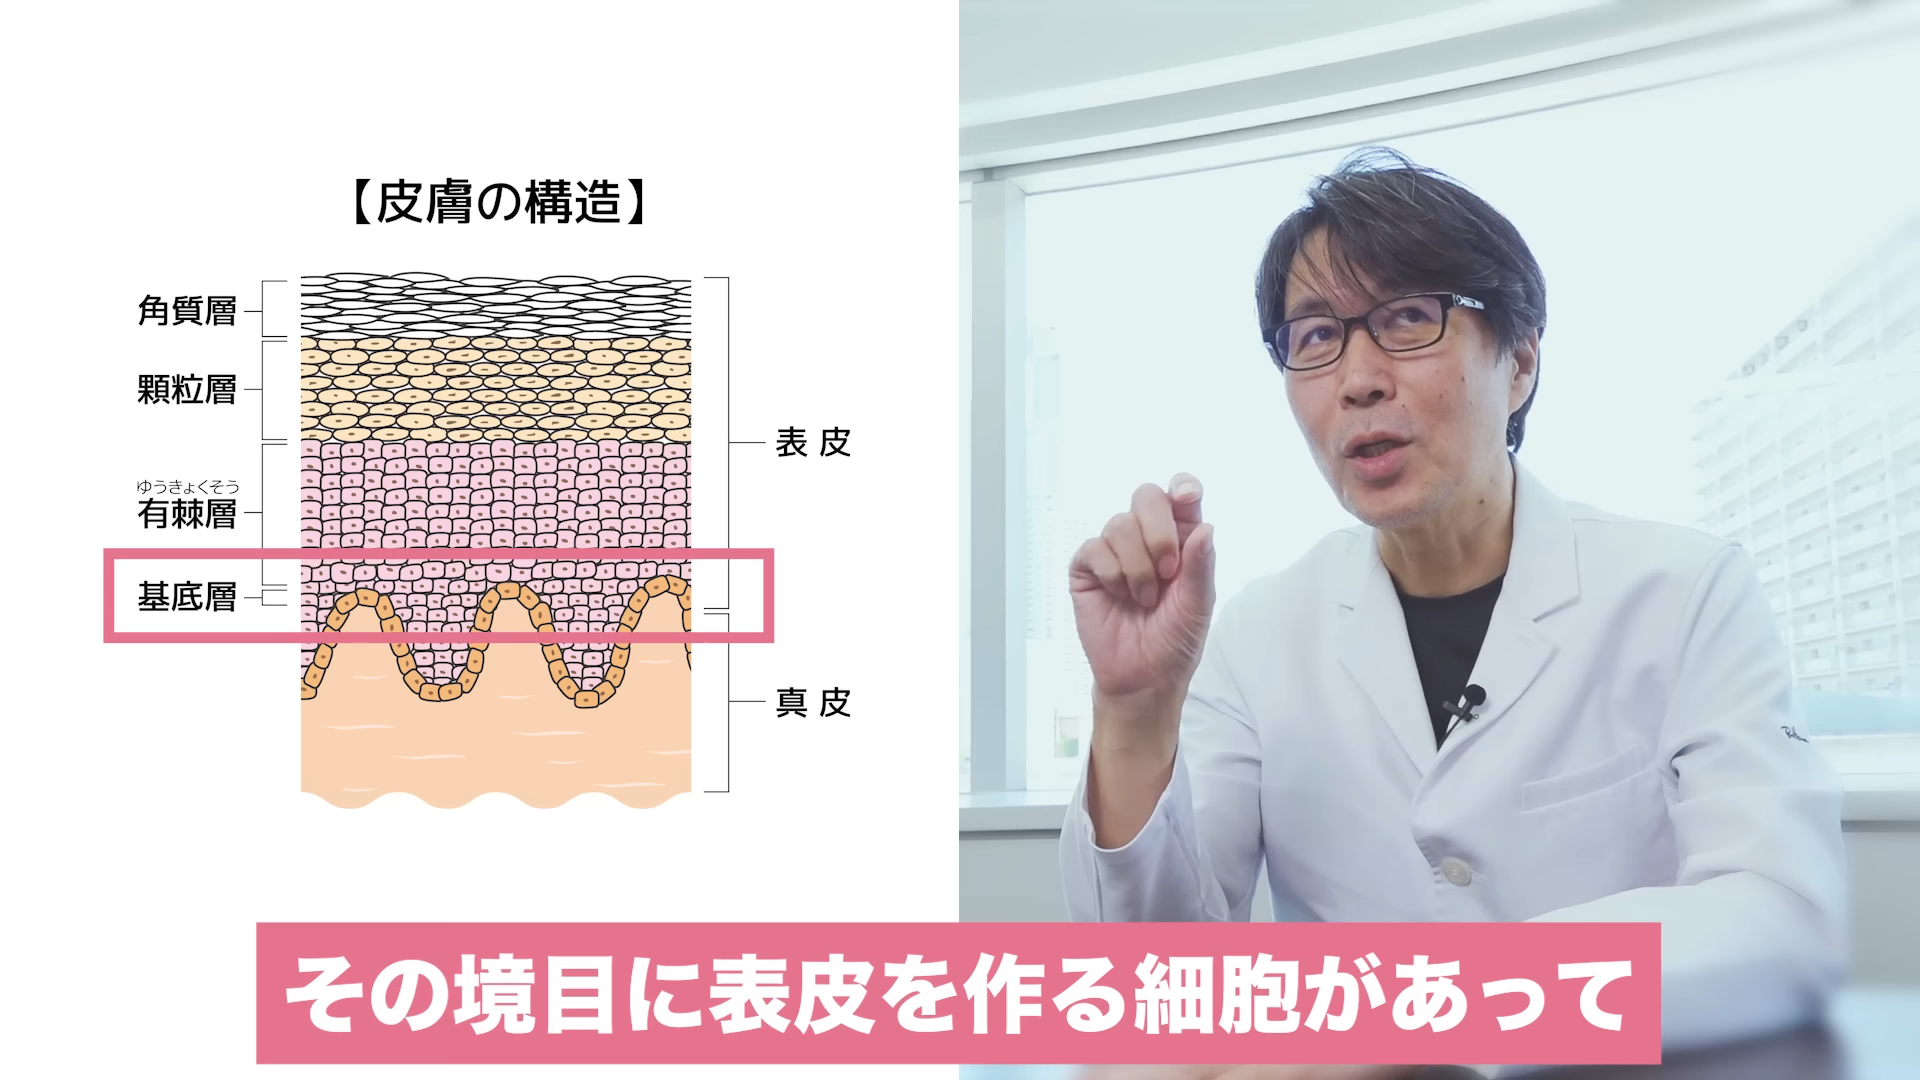 【皮膚の構造】
角質層
顆粒層
ゆうきょくそう
有棘層
基底層
表皮
真皮
その境目に表皮を作る細胞があって